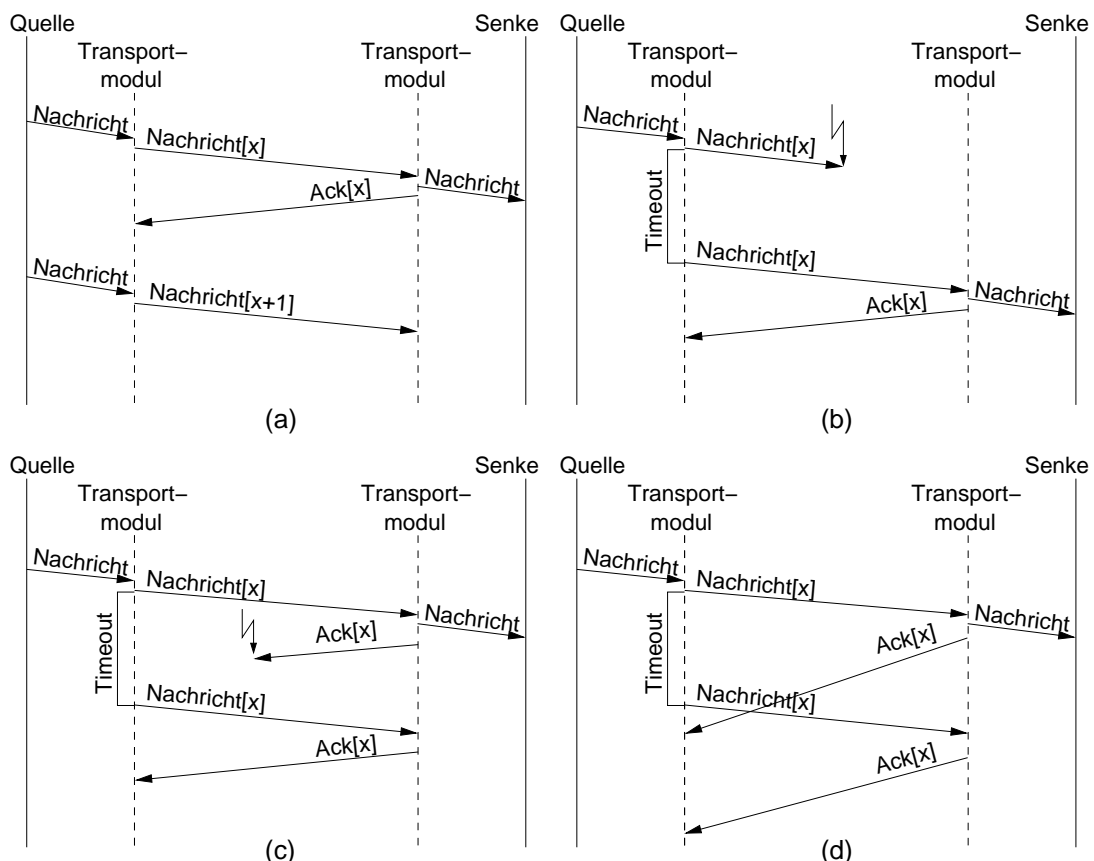 Quelle
Senke
Transport–
modul
Transport–
modul
Nachricht
Nachricht[x]
Nachricht
Ack[x]
Nachricht
Nachricht[x+1]
(a)
Quelle
Senke
Transport–
modul
Transport–
modul
Nachricht
Nachricht[x]
Timeout
Nachricht[x]
Nachricht
Ack[x]
(b)
Quelle
Senke
Transport–
modul
Transport–
modul
Nachricht
Nachricht[x]
Nachricht
Ack[x]
Timeout
Nachricht[x]
Ack[x]
(c)
Quelle
Senke
Transport–
modul
Transport–
modul
Nachricht
Nachricht[x]
Nachricht
Ack[x]
Timeout
Nachricht[x]
Ack[x]
(d)